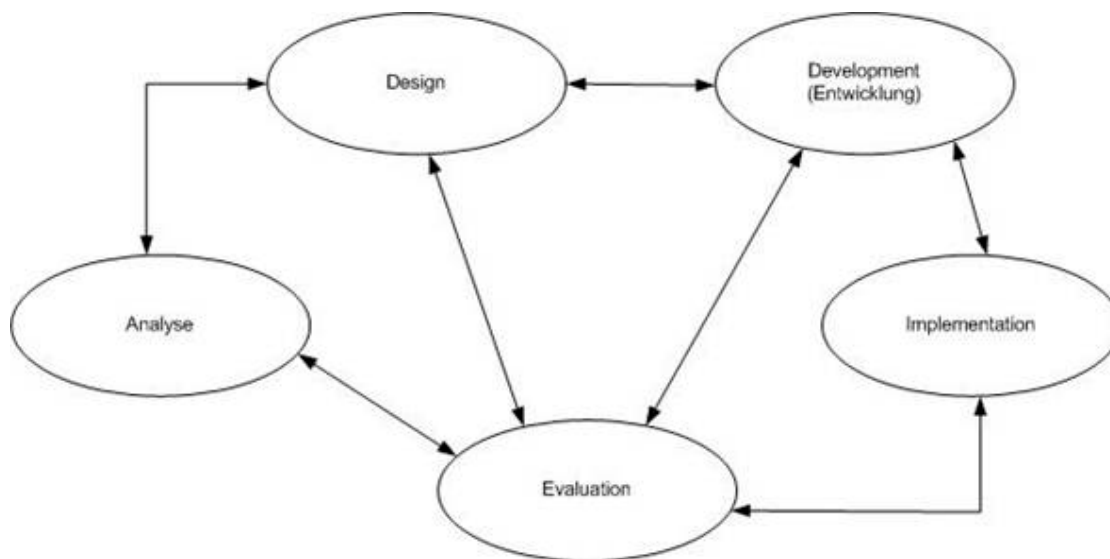 Design
Development
(Entwicklung)
Analyse
Implementation
Evaluation